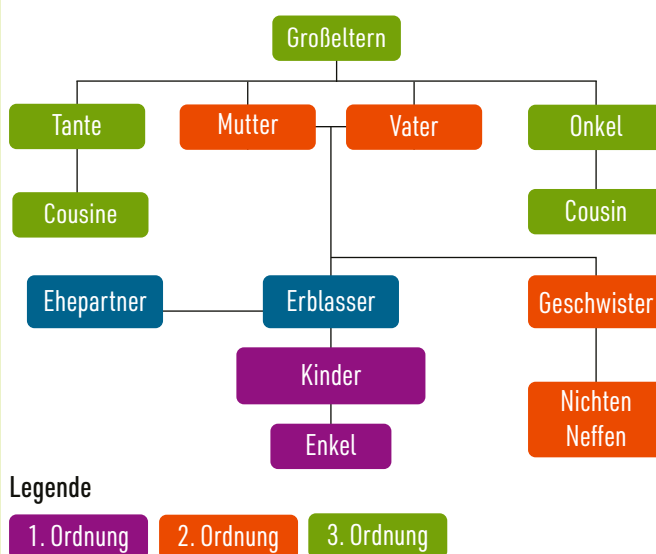 Großeltern
Tante
Mutter
Vater
Onkel
Cousine
Cousin
Ehepartner
Erblasser
Geschwister
Kinder
Nichten
Neffen
Enkel
Legende
1. Ordnung
2. Ordnung
3. Ordnung